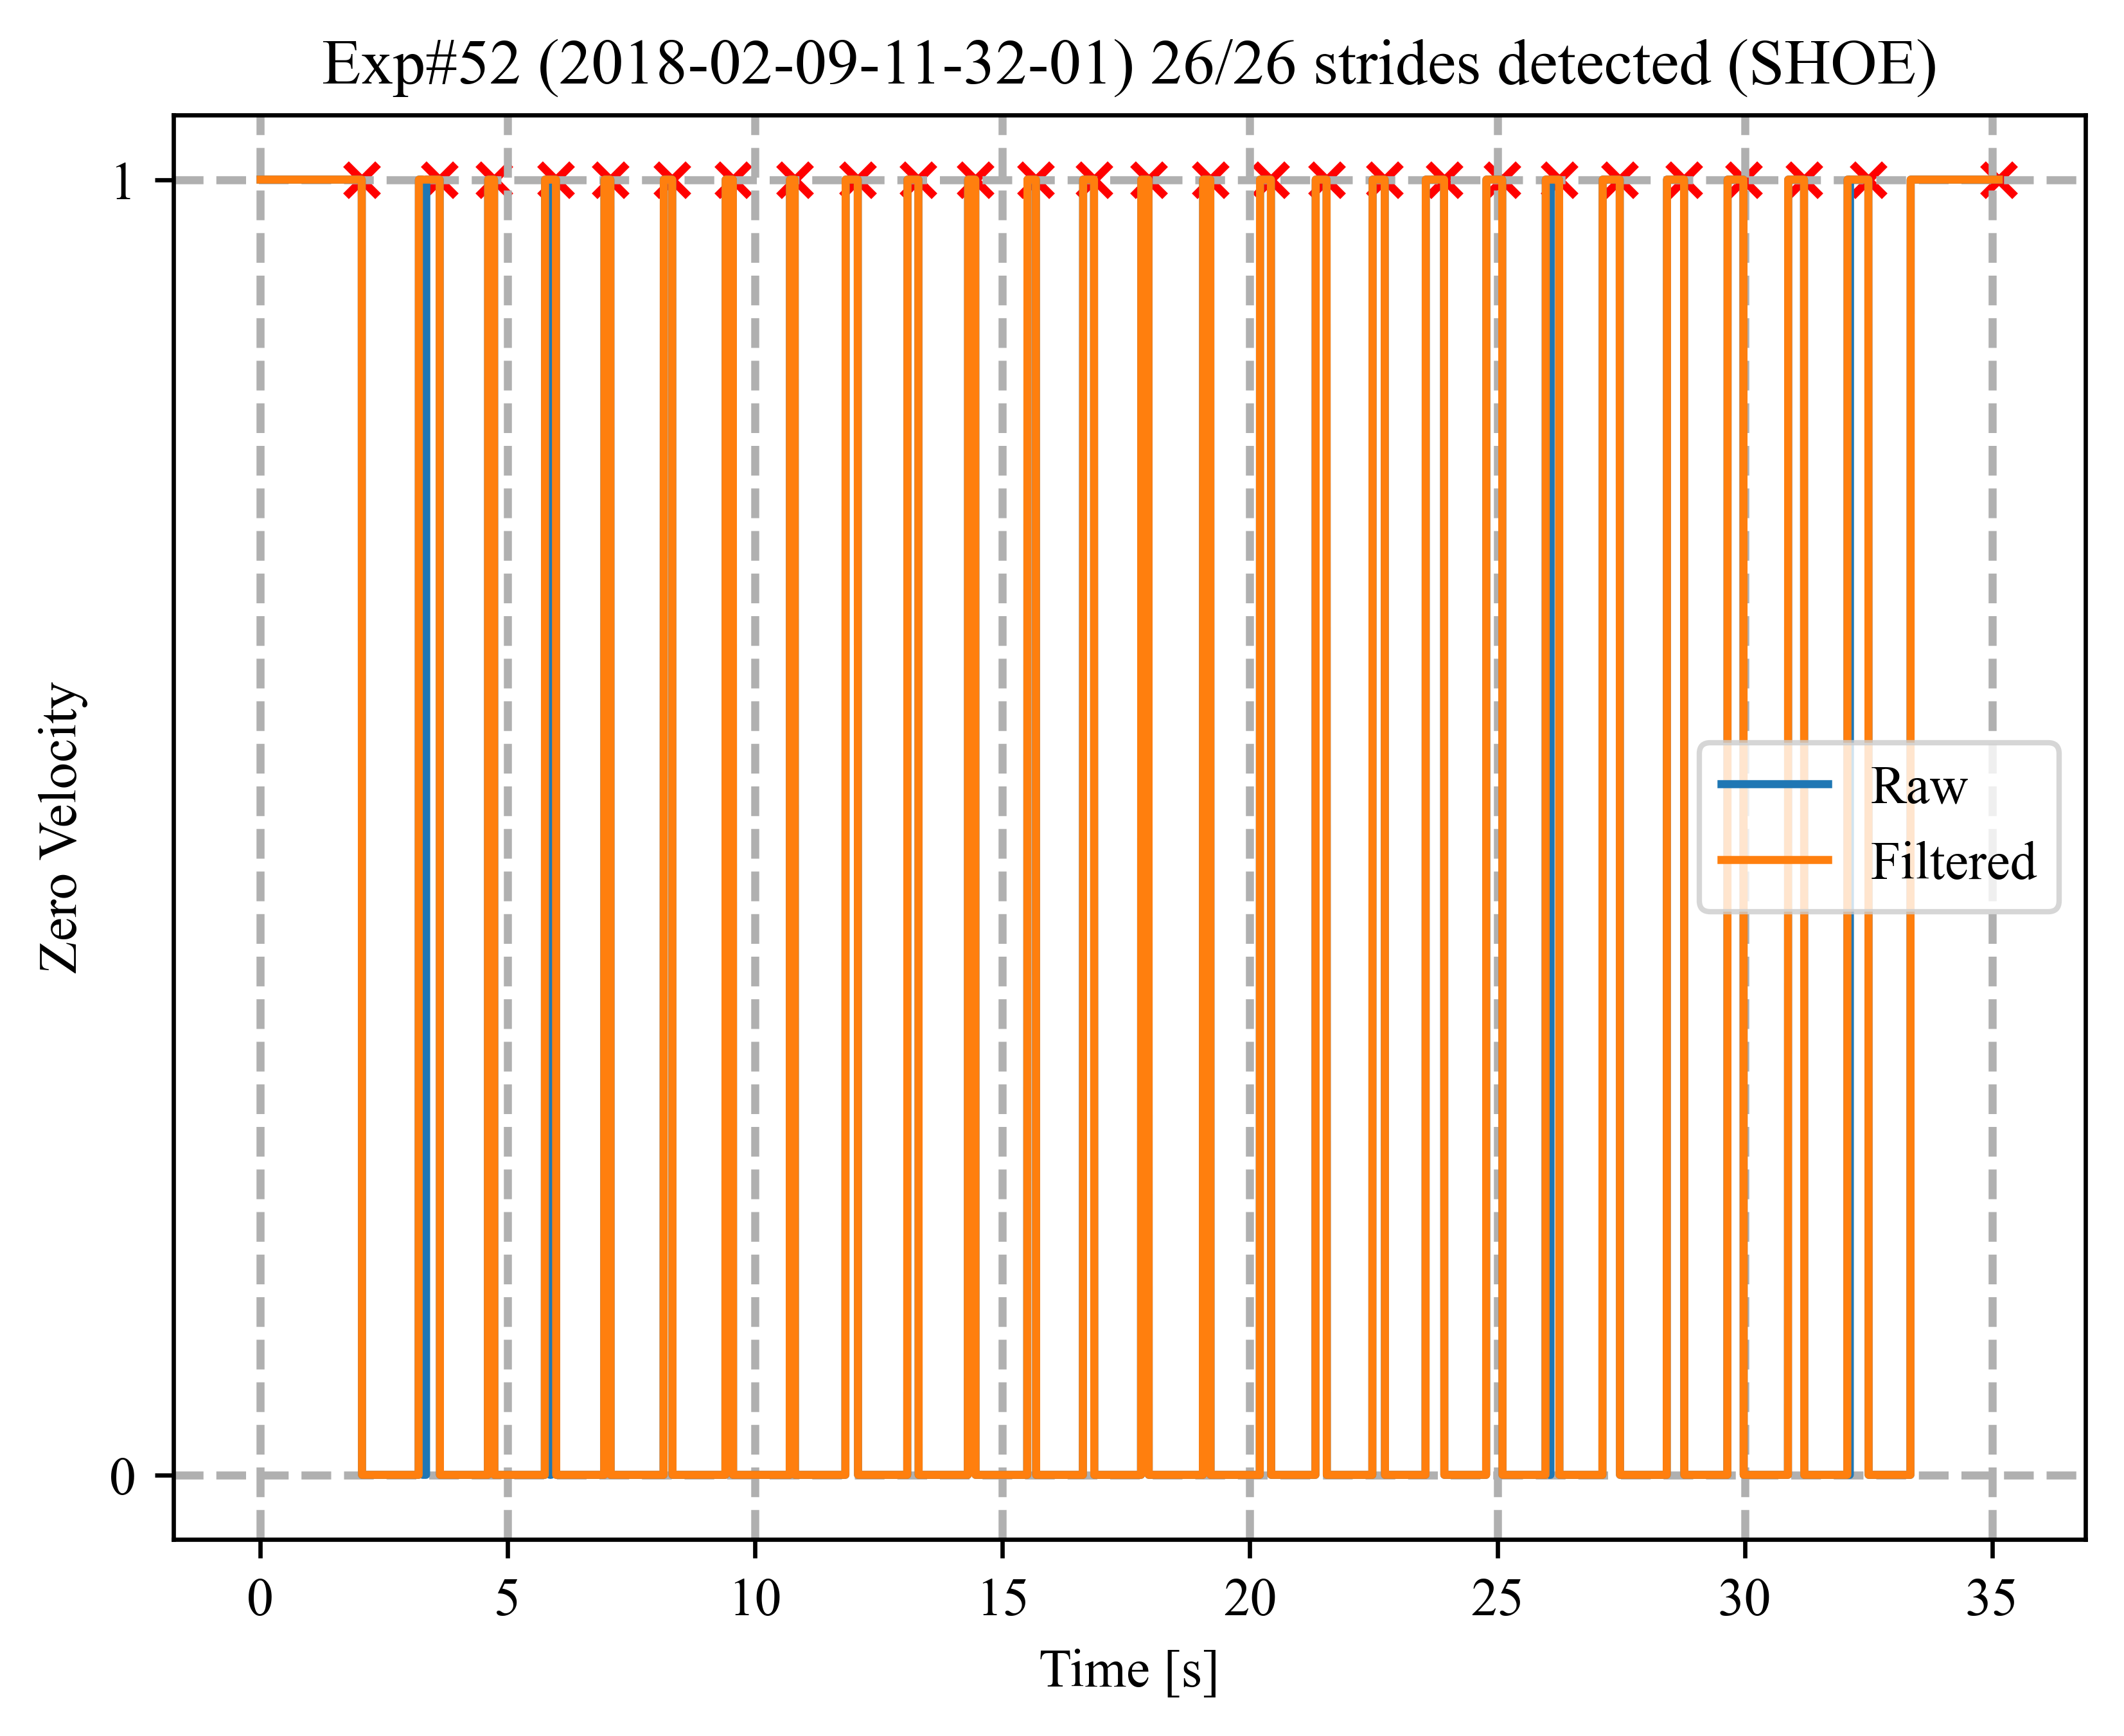 Exp#52 (2018-02-09-11-32-01) 26/26 strides detected (SHOE)
1
Zero Velocity
Raw
Filtered
0
0 5 10 15 20 25 30 35
Time [s]